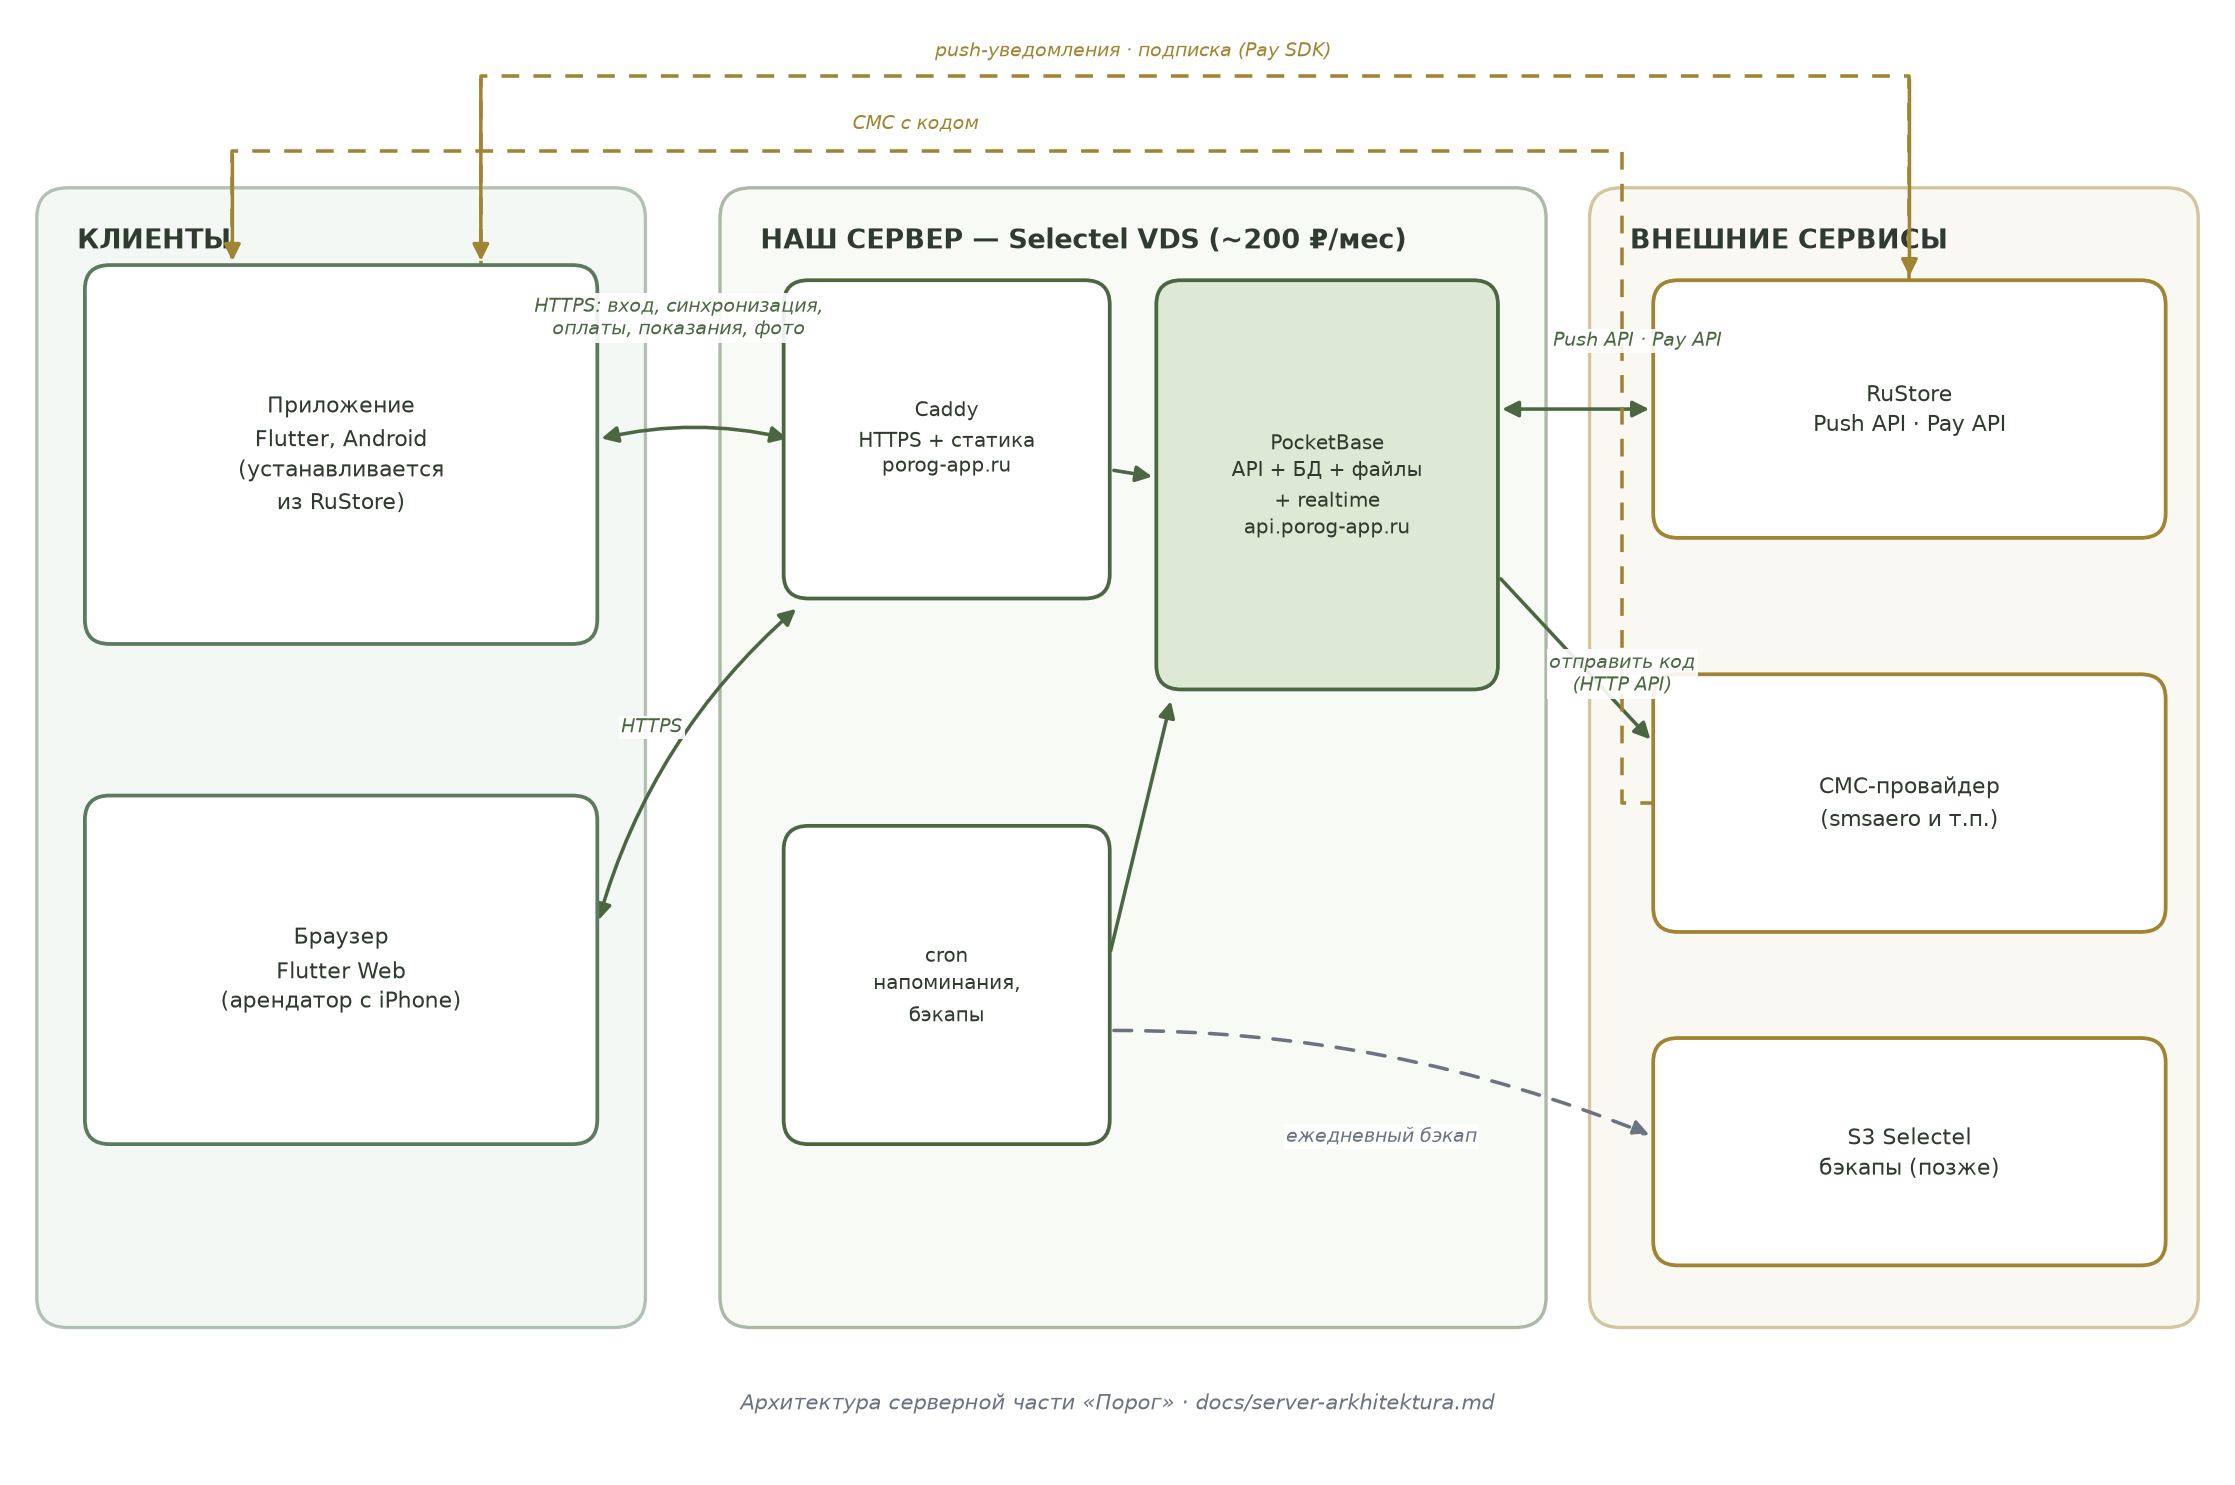 push-уведомления · подписка (Pay SDK)
СМС с кодом
КЛИЕНТЫ
НАШ СЕРВЕР — Selectel VDS (~200 ₽/мес)
ВНЕШНИЕ СЕРВИСЫ
HTTPS: вход, синхронизация,
оплаты, показания, фото
Приложение
Flutter, Android
(устанавливается
из RuStore)
Caddy
HTTPS + статика
porog-app.ru
PocketBase
API + БД + файлы
+ realtime
api.porog-app.ru
Push API · Pay API
RuStore
Push API · Pay API
отправить код
(HTTP API)
HTTPS
СМС-провайдер
(smsaero и т.п.)
Браузер
Flutter Web
(арендатор с iPhone)
cron
напоминания,
бэкапы
ежедневный бэкап
S3 Selectel
бэкапы (позже)
Архитектура серверной части «Порог» · docs/server-arkhitektura.md